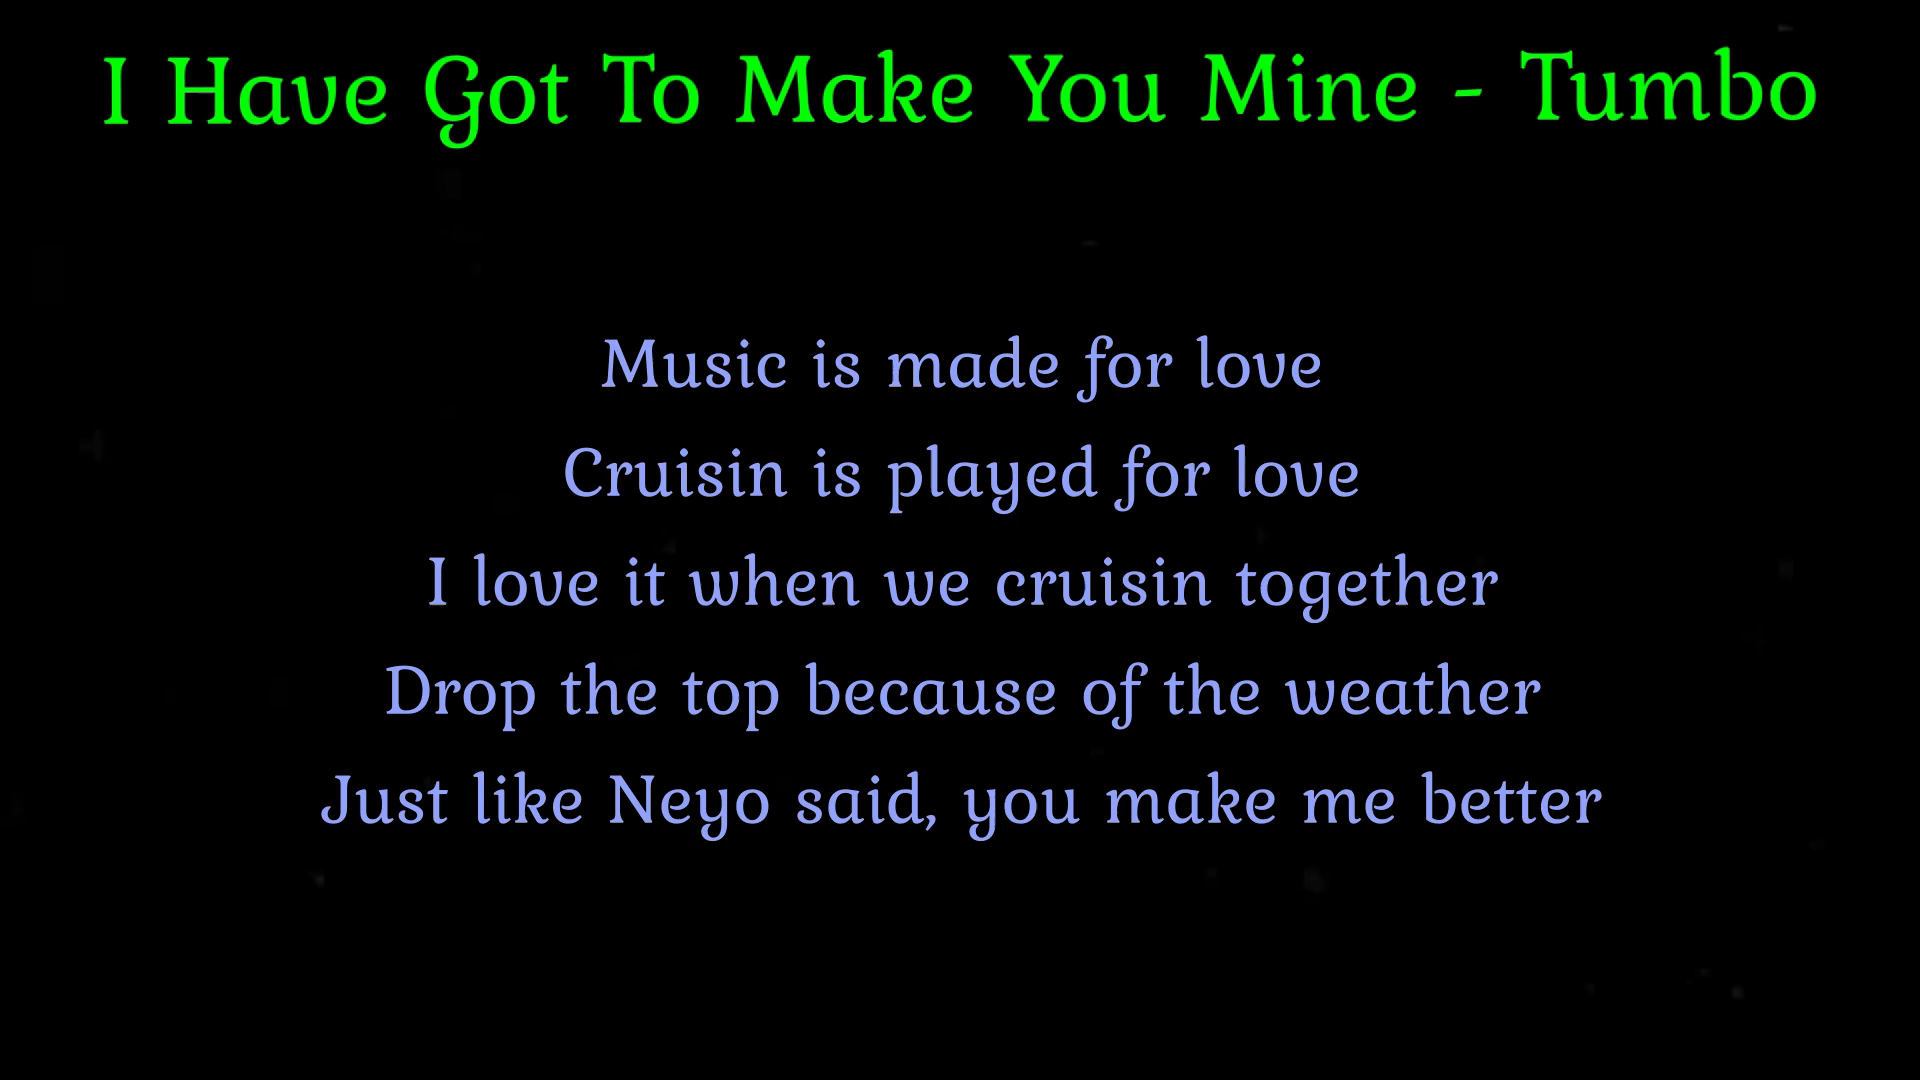 I Have Got To Make You Mine - Tumbo
Music is made for love
Cruisin is played for love
I love it when we cruisin together
Drop the top because of the weather
Just like Neyo said, you make me better